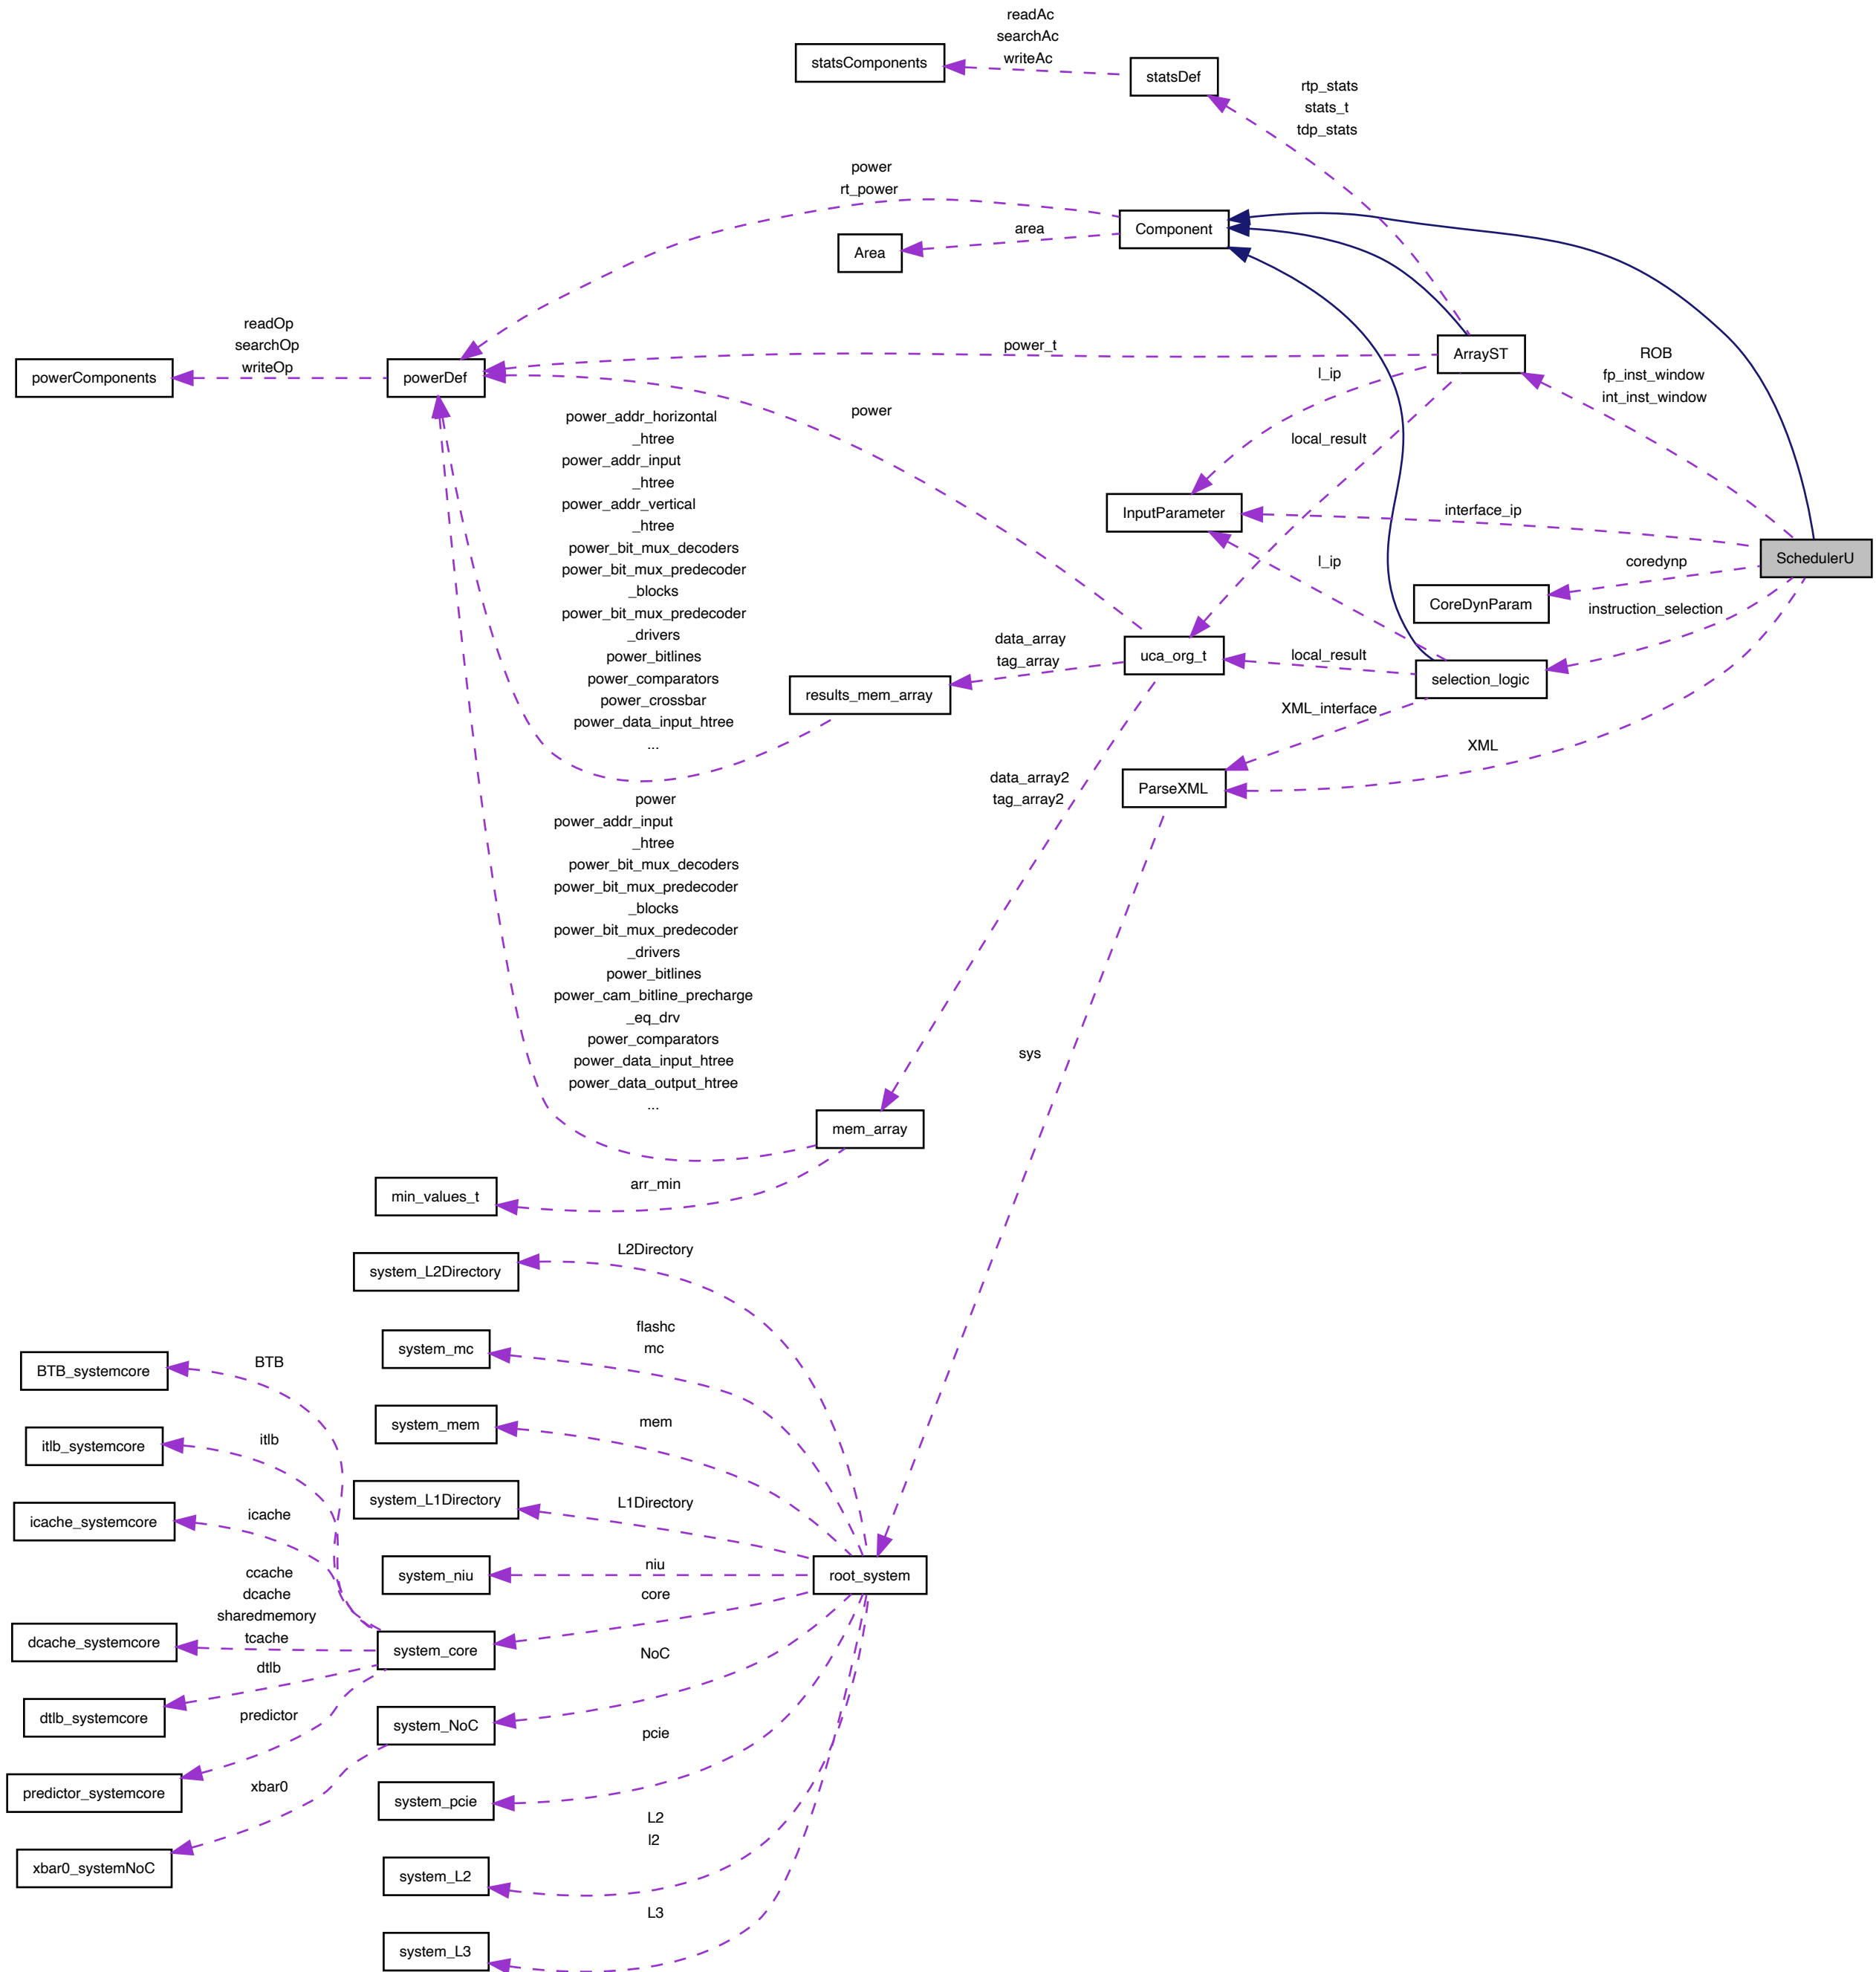 readAc
searchAc
writeAc
statsComponents
statsDef
rtp_stats
stats_t
tdp_stats
power
rt_power
Component
area
Area
readOp
searchOp
writeOp
powerComponents
powerDef
power_t
ArrayST
ROB
fp_inst_window
int_inst_window
l_ip
power
local_result
power_addr_horizontal
_htree
power_addr_input
_htree
power_addr_vertical
_htree
power_bit_mux_decoders
power_bit_mux_predecoder
_blocks
power_bit_mux_predecoder
_drivers
power_bitlines
power_comparators
power_crossbar
power_data_input_htree
...
InputParameter
interface_ip
SchedulerU
l_ip
coredynp
CoreDynParam
instruction_selection
data_array
tag_array
uca_org_t
local_result
selection_logic
results_mem_array
XML_interface
XML
data_array2
tag_array2
ParseXML
power
power_addr_input
_htree
power_bit_mux_decoders
power_bit_mux_predecoder
_blocks
power_bit_mux_predecoder
_drivers
power_bitlines
power_cam_bitline_precharge
_eq_drv
power_comparators
power_data_input_htree
power_data_output_htree
...
sys
mem_array
arr_min
min_values_t
L2Directory
system_L2Directory
flashc
mc
system_mc
BTB
BTB_systemcore
mem
system_mem
itlb
itlb_systemcore
L1Directory
system_L1Directory
icache
icache_systemcore
niu
system_niu
root_system
core
ccache
dcache
sharedmemory
tcache
dcache_systemcore
system_core
NoC
dtlb
dtlb_systemcore
predictor
system_NoC
pcie
predictor_systemcore
xbar0
system_pcie
L2
l2
xbar0_systemNoC
system_L2
L3
system_L3